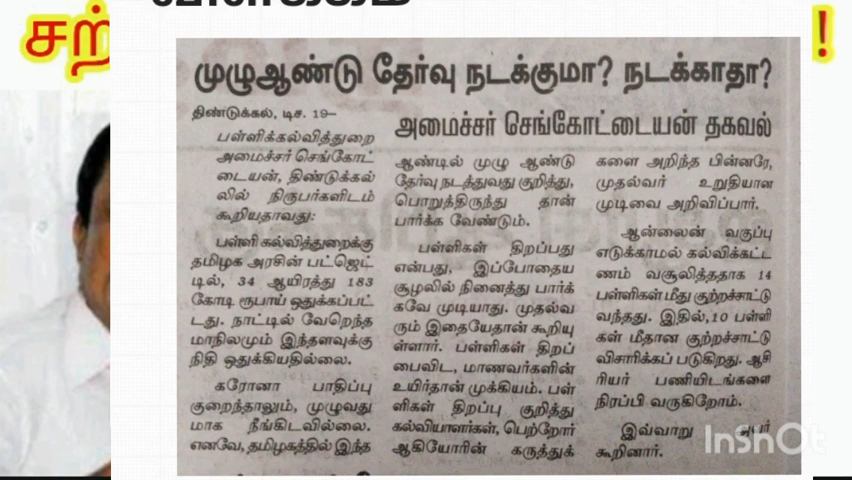 சற்
!
முழுஆண்டு தேர்வு நடக்குமா? நடக்காதா?
அமைச்சர் செங்கோட்டையன் தகவல்
திண்டுக்கல், டிச. 19–
பள்ளிக்கல்வித்துறை
அமைச்சர் செங்கோட்
டையன், திண்டுக்கல்
லில் நிருபர்களிடம்
கூறியதாவது:
பள்ளி கல்வித்துறைக்கு
தமிழக அரசின் பட்ஜெட்
டில், 34 ஆயிரத்து 183
கோடி ரூபாய் ஒதுக்கப்பட்
டது. நாட்டில் வேறெந்த
மாநிலமும் இந்தளவுக்கு
நிதி ஒதுக்கியதில்லை.
கரோனா பாதிப்பு
குறைந்தாலும், முழுவது
மாக நீங்கிடவில்லை.
எனவே, தமிழகத்தில் இந்த
ஆண்டில் முழு ஆண்டு
தேர்வு நடத்துவது குறித்து,
பொறுத்திருந்து தான்
பார்க்க வேண்டும்.
பள்ளிகள் திறப்பது
என்பது, இப்போதைய
சூழலில் நினைத்து பார்க்
கவே முடியாது. முதல்வ
ரும் இதையேதான் கூறியு
ள்ளார். பள்ளிகள் திறப்
பைவிட, மாணவர்களின்
உயிர்தான் முக்கியம். பள்
ளிகள் திறப்பு குறித்து
கல்வியாளர்கள், பெற்றோர்
ஆகியோரின் கருத்துக்
களை அறிந்த பின்னரே,
முதல்வர் உறுதியான
முடிவை அறிவிப்பார்.
ஆன்லைன் வகுப்பு
எடுக்காமல் கல்விக்கட்ட
ணம் வசூலித்ததாக 14
பள்ளிகள் மீது குற்றச்சாட்டு
வந்தது. இதில்,10 பள்ளி
கள் மீதான குற்றச்சாட்டு
விசாரிக்கப் படுகிறது. ஆசி
ரியர் பணியிடங்களை
நிரப்பி வருகிறோம்.
இவ்வாறு
கூறினார்.
InShOt